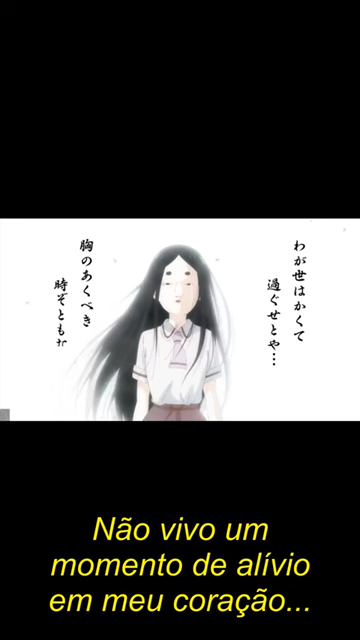 わが世はかくて
過ぐせとや…
胸のあくべき
時ぞともな
Não vivo um
momento de alívio
em meu coração...